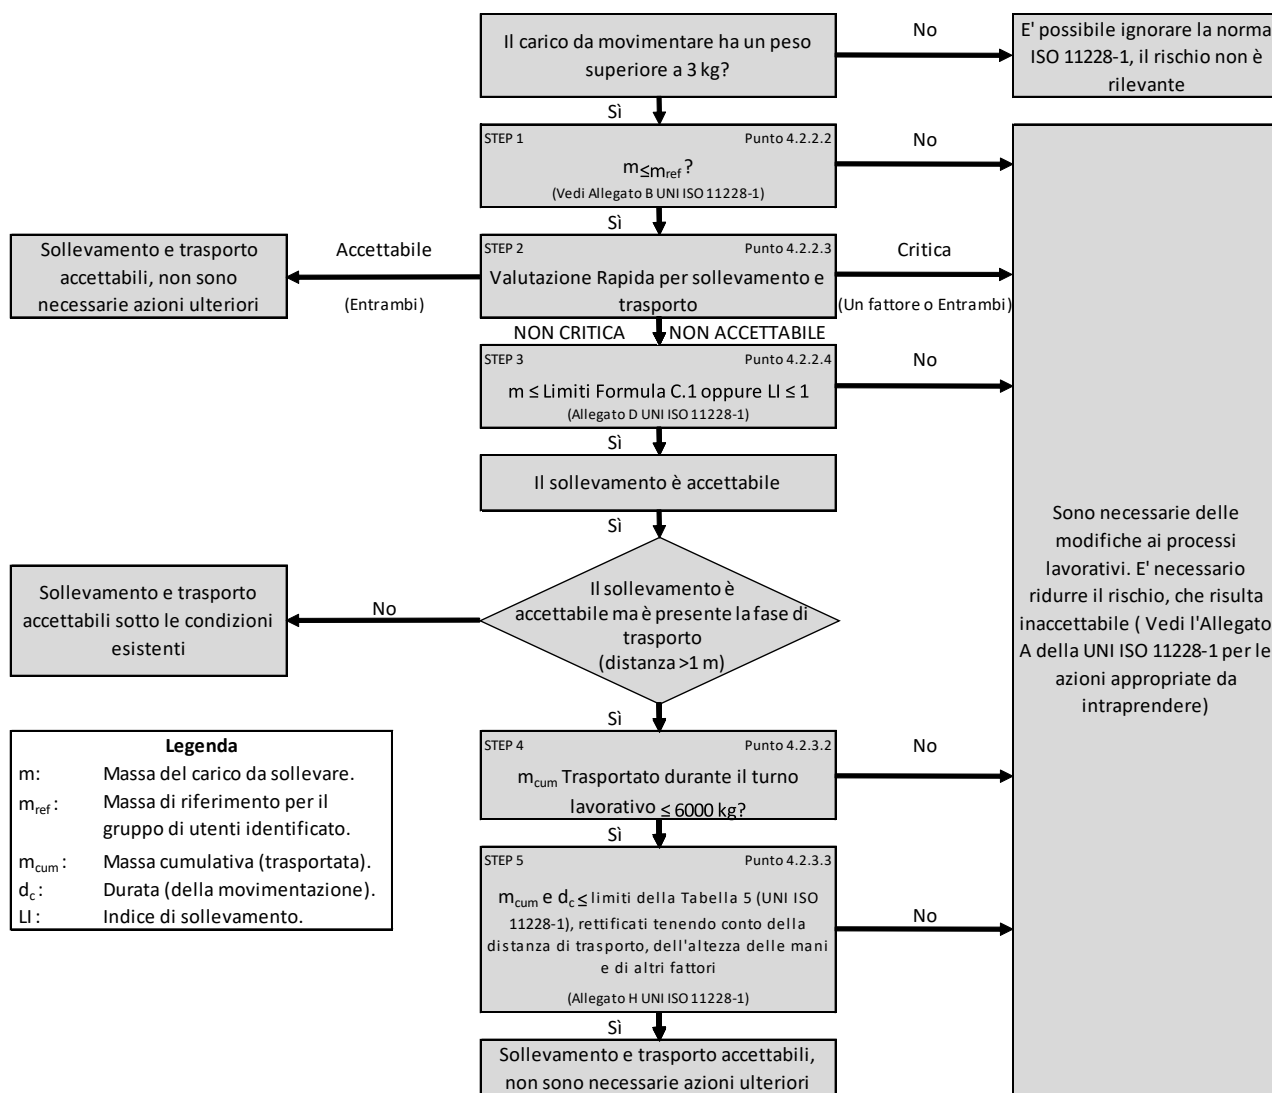 Il carico da movimentare ha un peso
superiore a 3 kg?
No
E' possibile ignorare la norma
ISO 11228-1, il rischio non è
rilevante
Sì
STEP 1 Punto 4.2.2.2
m≤mref ?
(Vedi Allegato B UNI ISO 11228-1)
No
Sì
Sollevamento e trasporto
accettabili, non sono
necessarie azioni ulteriori
Accettabile
(Entrambi)
STEP 2 Punto 4.2.2.3
Valutazione Rapida per sollevamento e
trasporto
Critica
(Un fattore o Entrambi)
NON CRITICA NON ACCETTABILE
STEP 3 Punto 4.2.2.4
m ≤ Limiti Formula C.1 oppure LI ≤ 1
(Allegato D UNI ISO 11228-1)
No
Sì
Il sollevamento è accettabile
Sì
Sollevamento e trasporto
accettabili sotto le condizioni
esistenti
No
Il sollevamento è
accettabile ma è presente la fase di
trasporto
(distanza >1 m)
Sono necessarie delle
modifiche ai processi
lavorativi. E' necessario
ridurre il rischio, che risulta
inaccettabile ( Vedi l'Allegato
A della UNI ISO 11228-1 per le
azioni appropriate da
intraprendere)
Sì
STEP 4 Punto 4.2.3.2
mcum Trasportato durante il turno
lavorativo ≤ 6000 kg?
No
Sì
STEP 5 Punto 4.2.3.3
mcum e dc ≤ limiti della Tabella 5 (UNI ISO
11228-1), rettificati tenendo conto della
distanza di trasporto, dell'altezza delle mani
e di altri fattori
(Allegato H UNI ISO 11228-1)
No
Sì
Sollevamento e trasporto accettabili,
non sono necessarie azioni ulteriori
Legenda
m: Massa del carico da sollevare.
mref : Massa di riferimento per il
gruppo di utenti identificato.
mcum : Massa cumulativa (trasportata).
dc : Durata (della movimentazione).
LI : Indice di sollevamento.